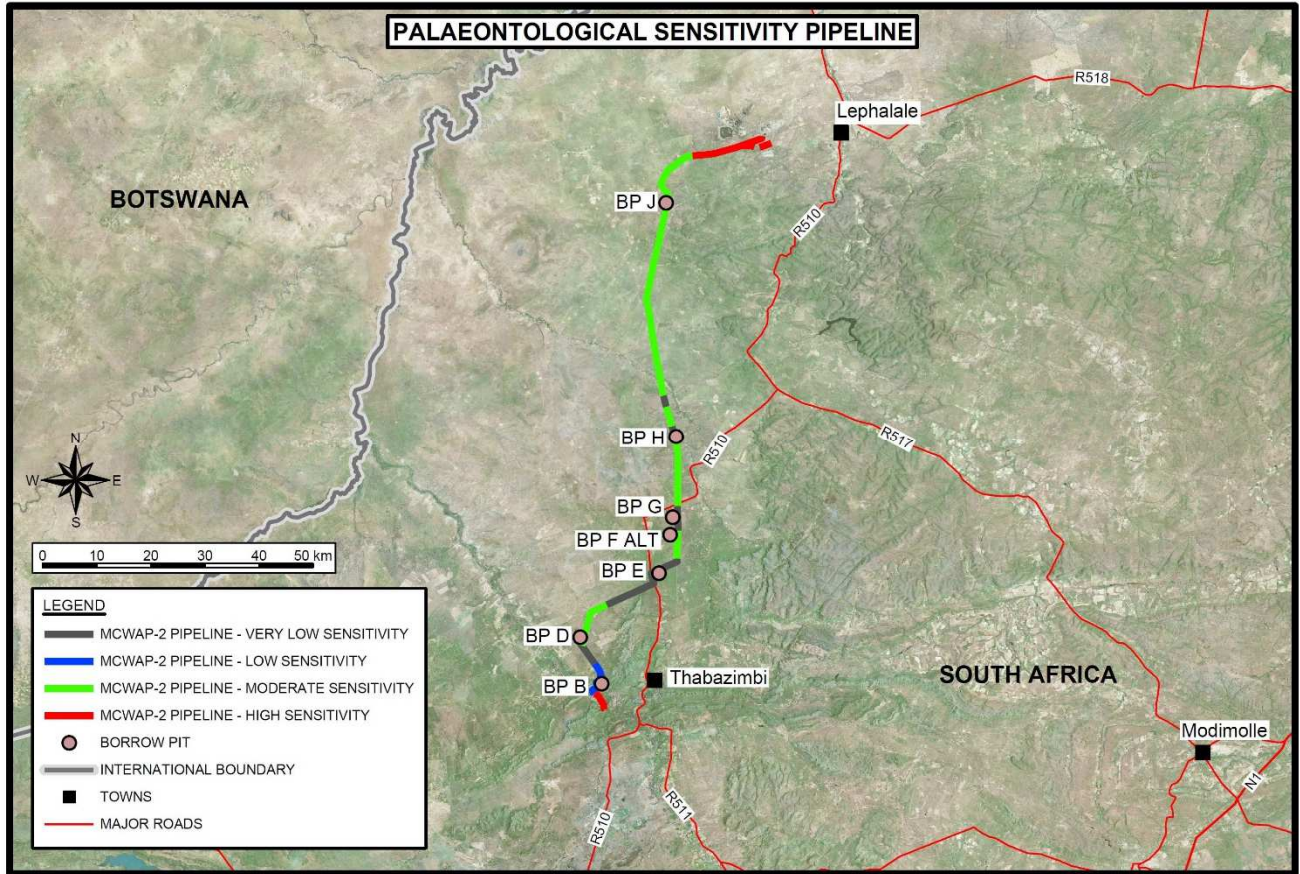 PALAEONTOLOGICAL SENSITIVITY PIPELINE
R518
Lephalale
BOTSWANA
BP J
R510
BP H
R510
R517
N
W E
S
BP G
BP F ALT
BP E
0 10 20 30 40 50 km
LEGEND
MCWAP-2 PIPELINE - VERY LOW SENSITIVITY
MCWAP-2 PIPELINE - LOW SENSITIVITY
MCWAP-2 PIPELINE - MODERATE SENSITIVITY
MCWAP-2 PIPELINE - HIGH SENSITIVITY
BORROW PIT
INTERNATIONAL BOUNDARY
TOWNS
MAJOR ROADS
BP D
BP B
Thabazimbi
SOUTH AFRICA
Modimolle
N1
R510
R511